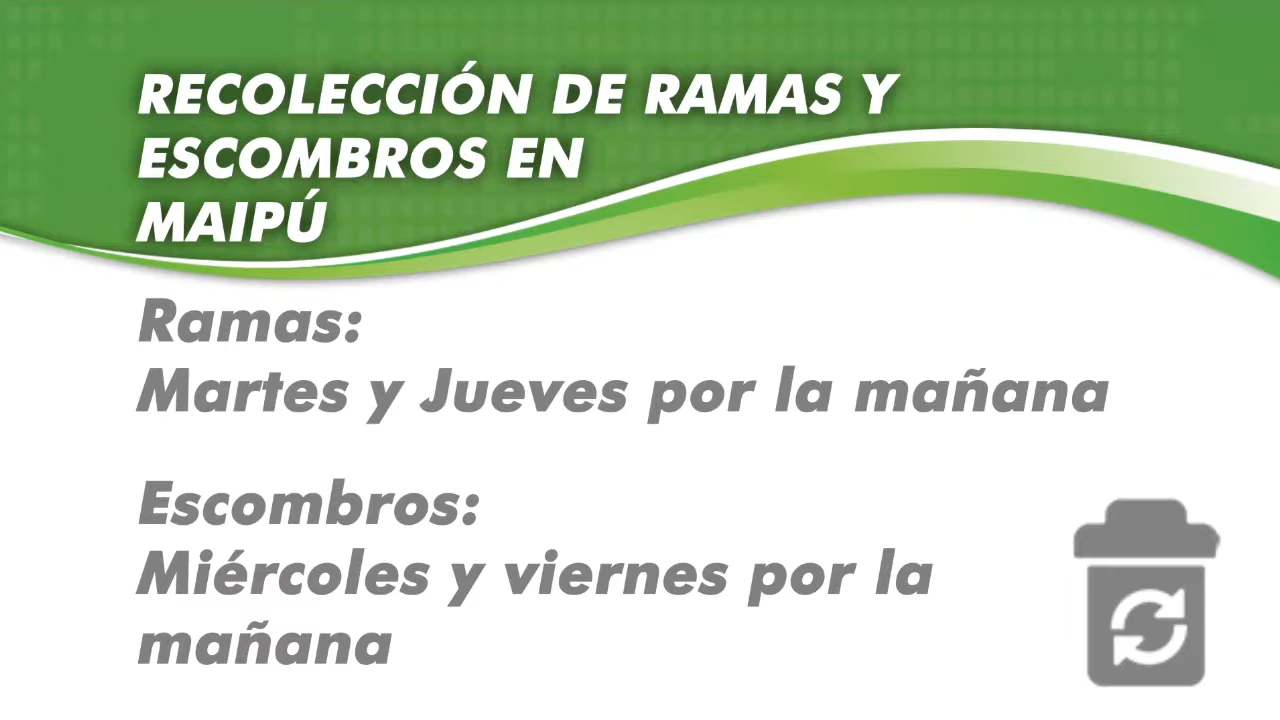 RECOLECCIÓN DE RAMAS Y
ESCOMBROS EN
MAIPÚ
Ramas:
Martes y Jueves por la mañana
Escombros:
Miércoles y viernes por la
mañana